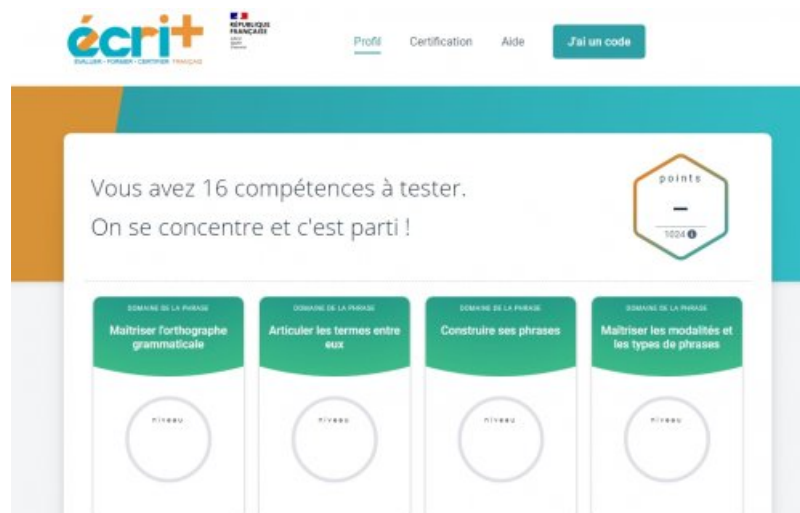 écri+
ÉVALUER - FORMER - CERTIFIER FRANÇAIS
RÉPUBLIQUE
FRANÇAISE
Profil
Certification
Aide
J'ai un code
Vous avez 16 compétences à tester.
On se concentre et c'est parti !
points
–
1024
DOMAINE DE LA PHRASE
Maîtriser l'orthographe
grammaticale
niveau
DOMAINE DE LA PHRASE
Articuler les termes entre
eux
niveau
DOMAINE DE LA PHRASE
Construire ses phrases
niveau
DOMAINE DE LA PHRASE
Maîtriser les modalités et
les types de phrases
niveau